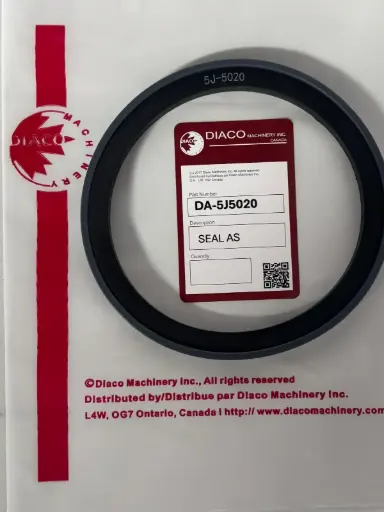 5J-5020
DIACO
MACHINERY
DIACO MACHINERY INC.
CANADA
Part Number
DA-5J5020
Description
SEAL AS
Quantity
©Diaco Machinery Inc., All rights reserved
Distributed by/Distribue par Diaco Machinery Inc.
L4W, OG7 Ontario, Canada I http:// www.diacomachinery.com